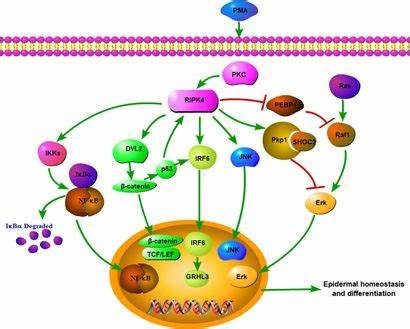 PMA
PKC
RIPK4
PEBP1
Ras
IKKs
DVL2
p63
IRF6
JNK
Pkp1
SHOC2
Raf1
IκBα
β-catenin
NF-κB
Erk
IκBα Degraded
β-catenin
TCF/LEF
IRF6
JNK
NF-κB
GRHL3
Erk
Epidermal homeostasis
and differentiation